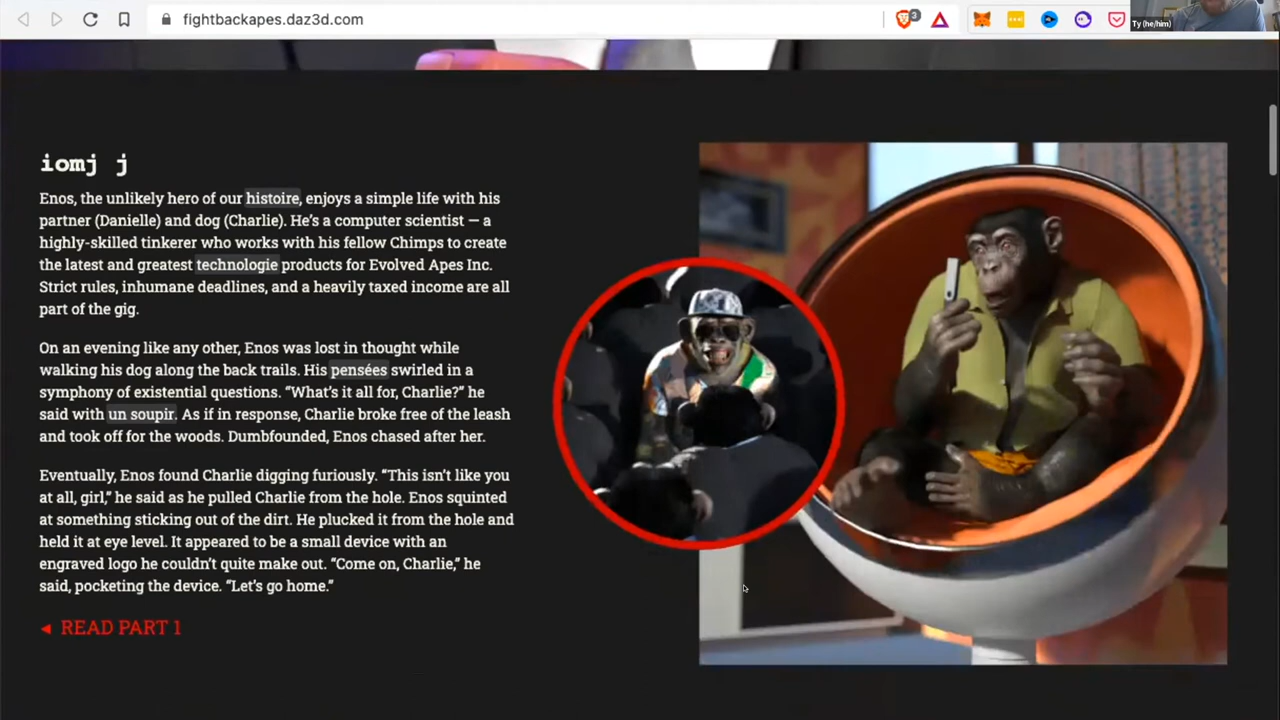 fightbackapes.daz3d.com
3
Ty (he/him)
iomj j
Enos, the unlikely hero of our histoire, enjoys a simple life with his
partner (Danielle) and dog (Charlie). He's a computer scientist — a
highly-skilled tinkerer who works with his fellow Chimps to create
the latest and greatest technologie products for Evolved Apes Inc.
Strict rules, inhumane deadlines, and a heavily taxed income are all
part of the gig.
On an evening like any other, Enos was lost in thought while
walking his dog along the back trails. His pensées swirled in a
symphony of existential questions. “What's it all for, Charlie?” he
said with un soupir. As if in response, Charlie broke free of the leash
and took off for the woods. Dumbfounded, Enos chased after her.
Eventually, Enos found Charlie digging furiously. “This isn't like you
at all, girl,” he said as he pulled Charlie from the hole. Enos squinted
at something sticking out of the dirt. He plucked it from the hole and
held it at eye level. It appeared to be a small device with an
engraved logo he couldn't quite make out. “Come on, Charlie,” he
said, pocketing the device. “Let's go home.”
◄ READ PART 1